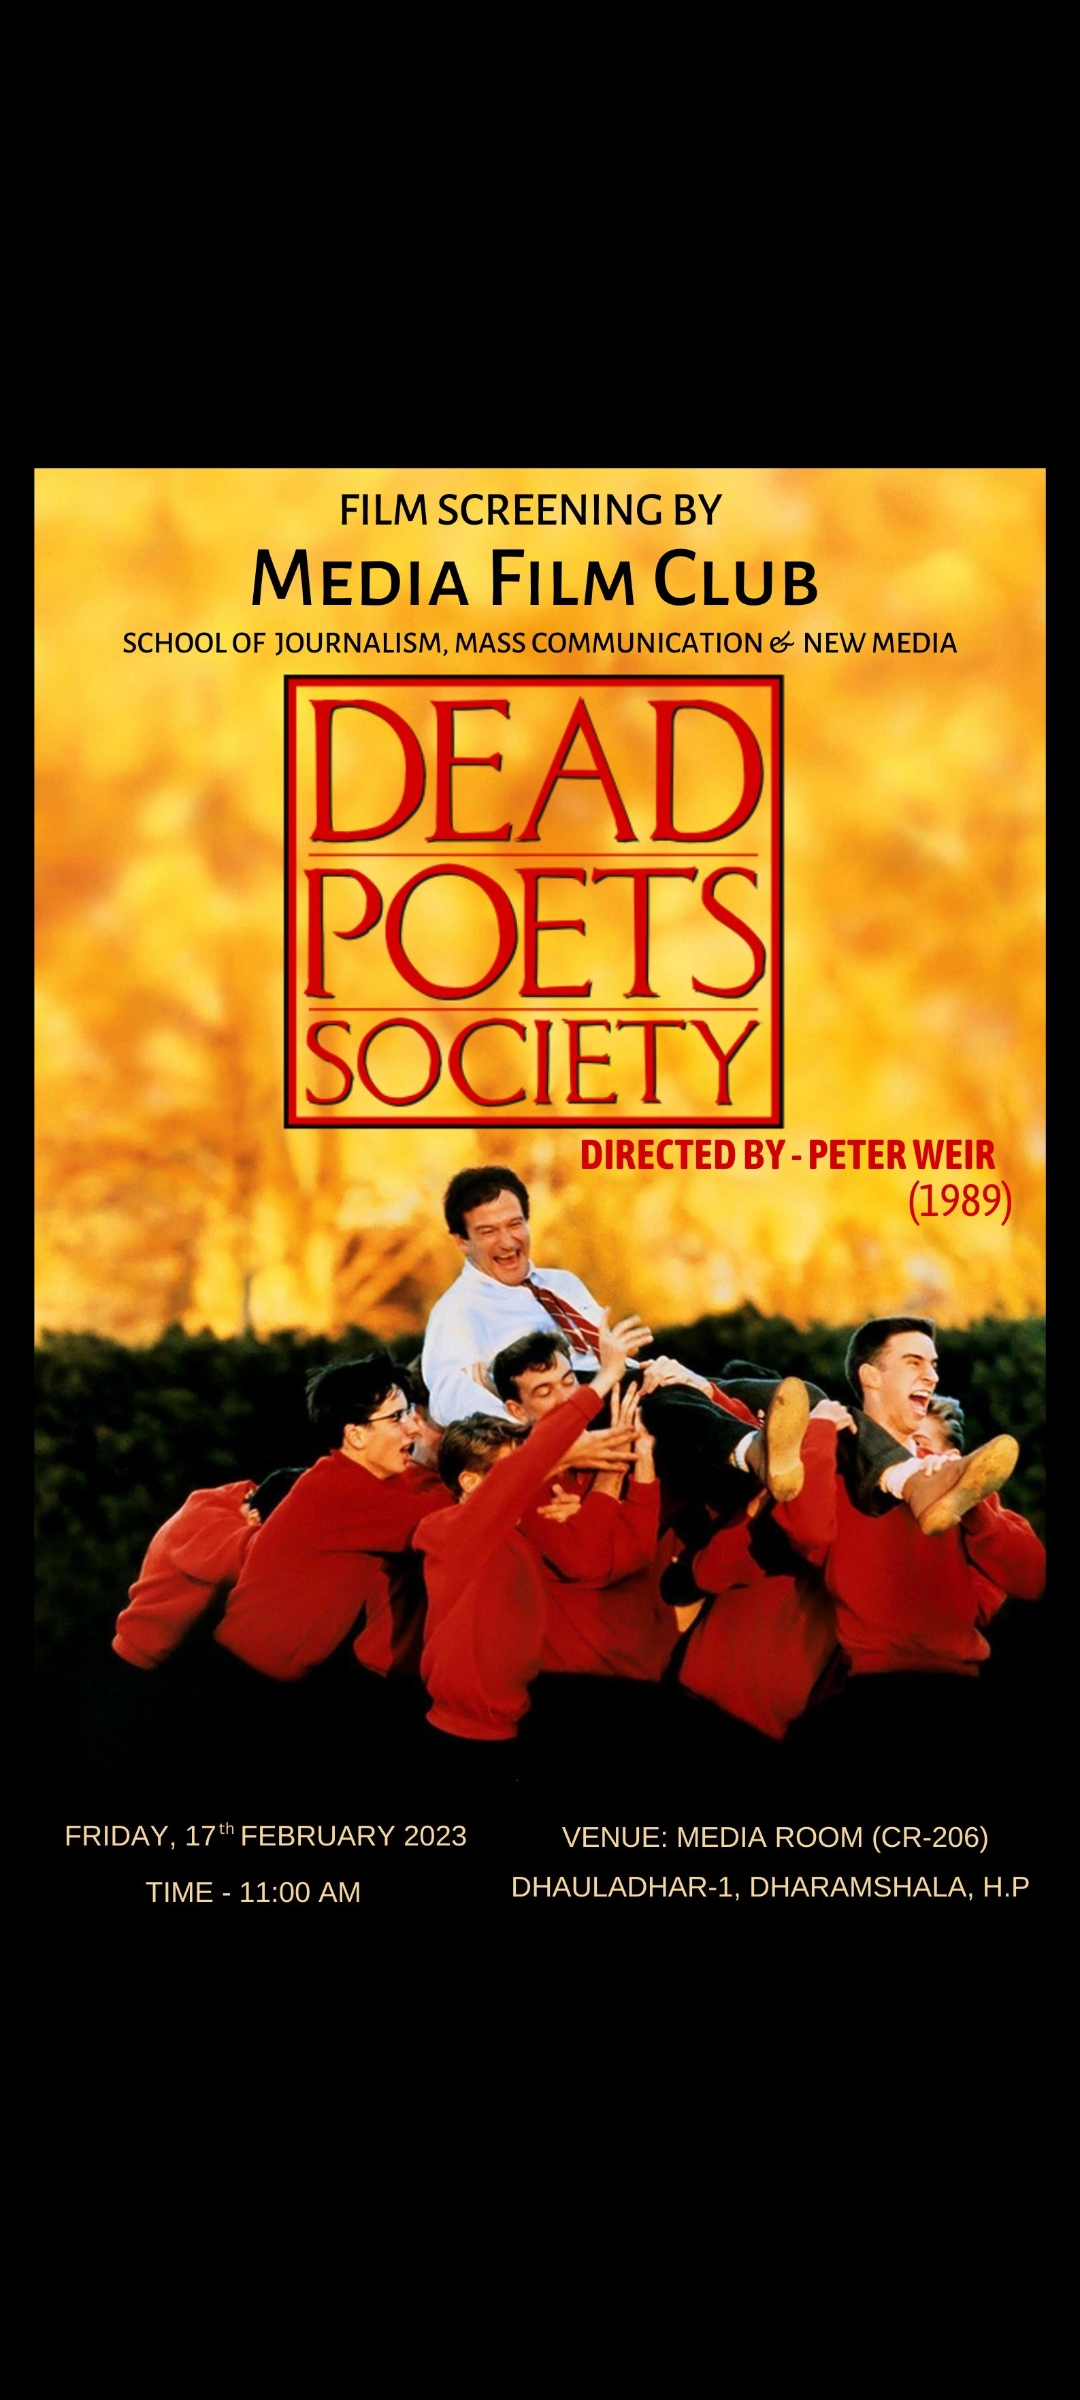 FILM SCREENING BY
MEDIA FILM CLUB
SCHOOL OF JOURNALISM, MASS COMMUNICATION & NEW MEDIA
DEAD
POETS
SOCIETY
DIRECTED BY - PETER WEIR
(1989)
FRIDAY, 17th FEBRUARY 2023
TIME - 11:00 AM
VENUE: MEDIA ROOM (CR-206)
DHAULADHAR-1, DHARAMSHALA, H.P